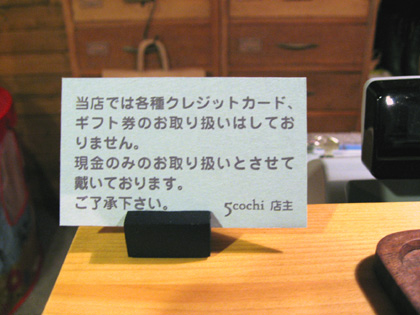 当店では各種クレジットカード、
ギフト券のお取り扱いはしてお
りません。
現金のみのお取り扱いとさせて
戴いております。
ご了承下さい。 5cochi 店主